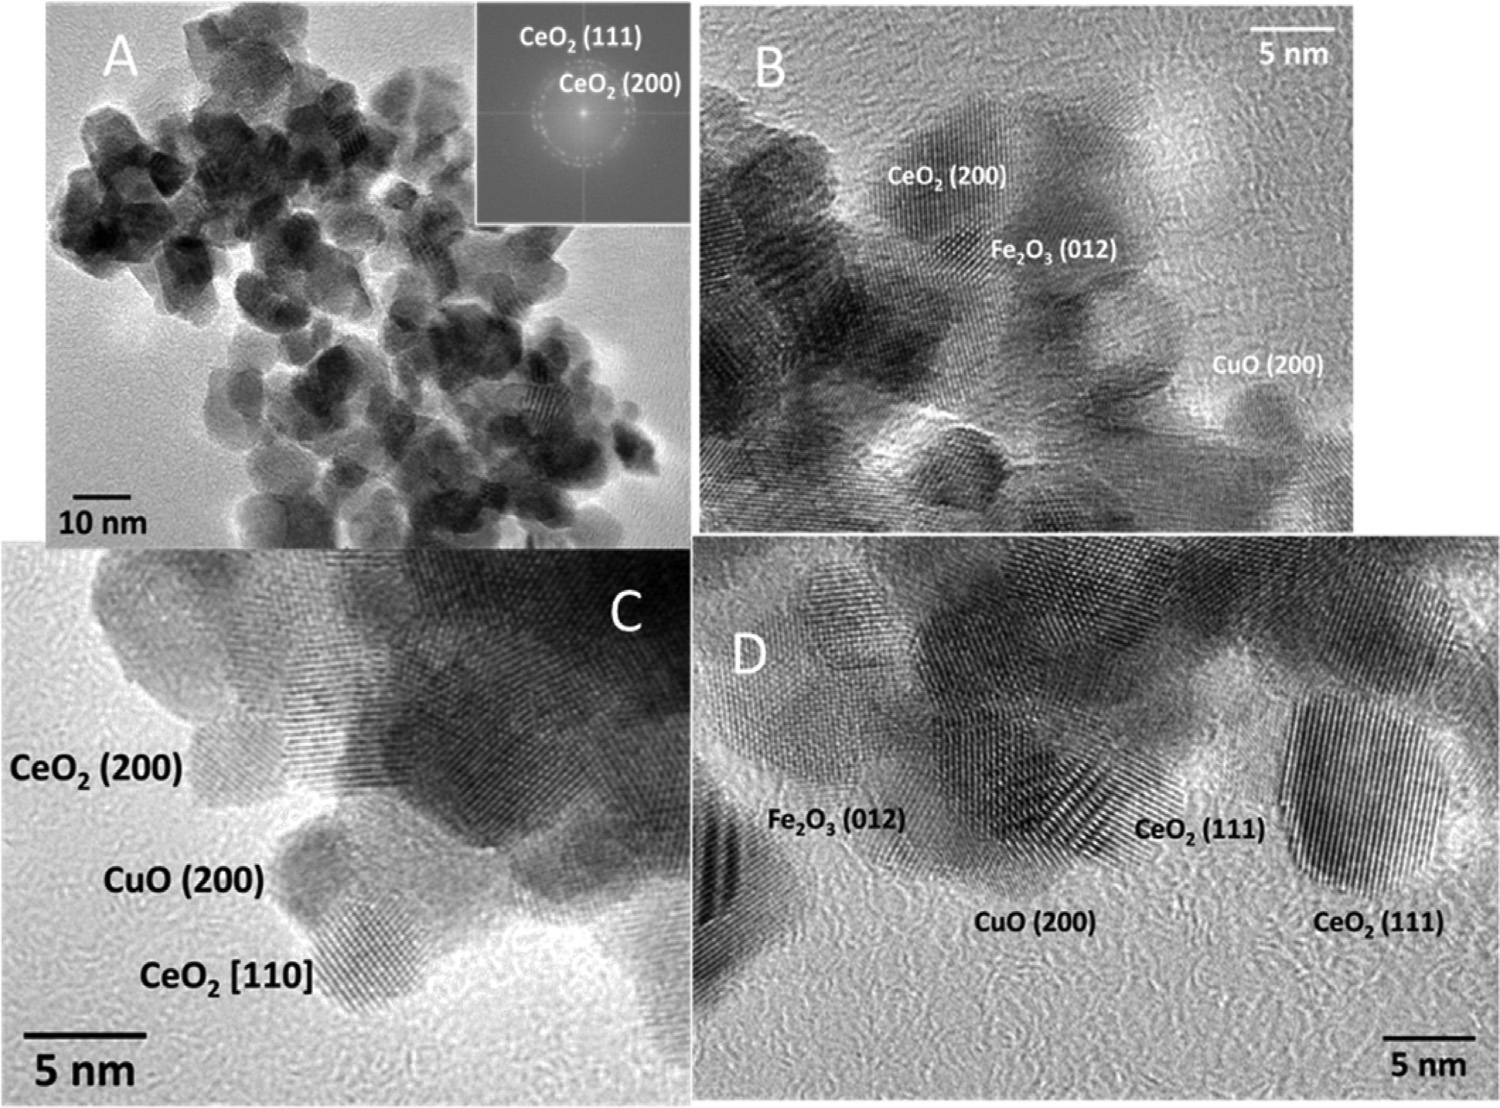 A
CeO₂ (111)
CeO₂ (200)
10 nm
B
5 nm
CeO₂ (200)
Fe₂O₃ (012)
CuO (200)
C
CeO₂ (200)
CuO (200)
CeO₂ [110]
5 nm
D
Fe₂O₃ (012)
CeO₂ (111)
CuO (200)
CeO₂ (111)
5 nm